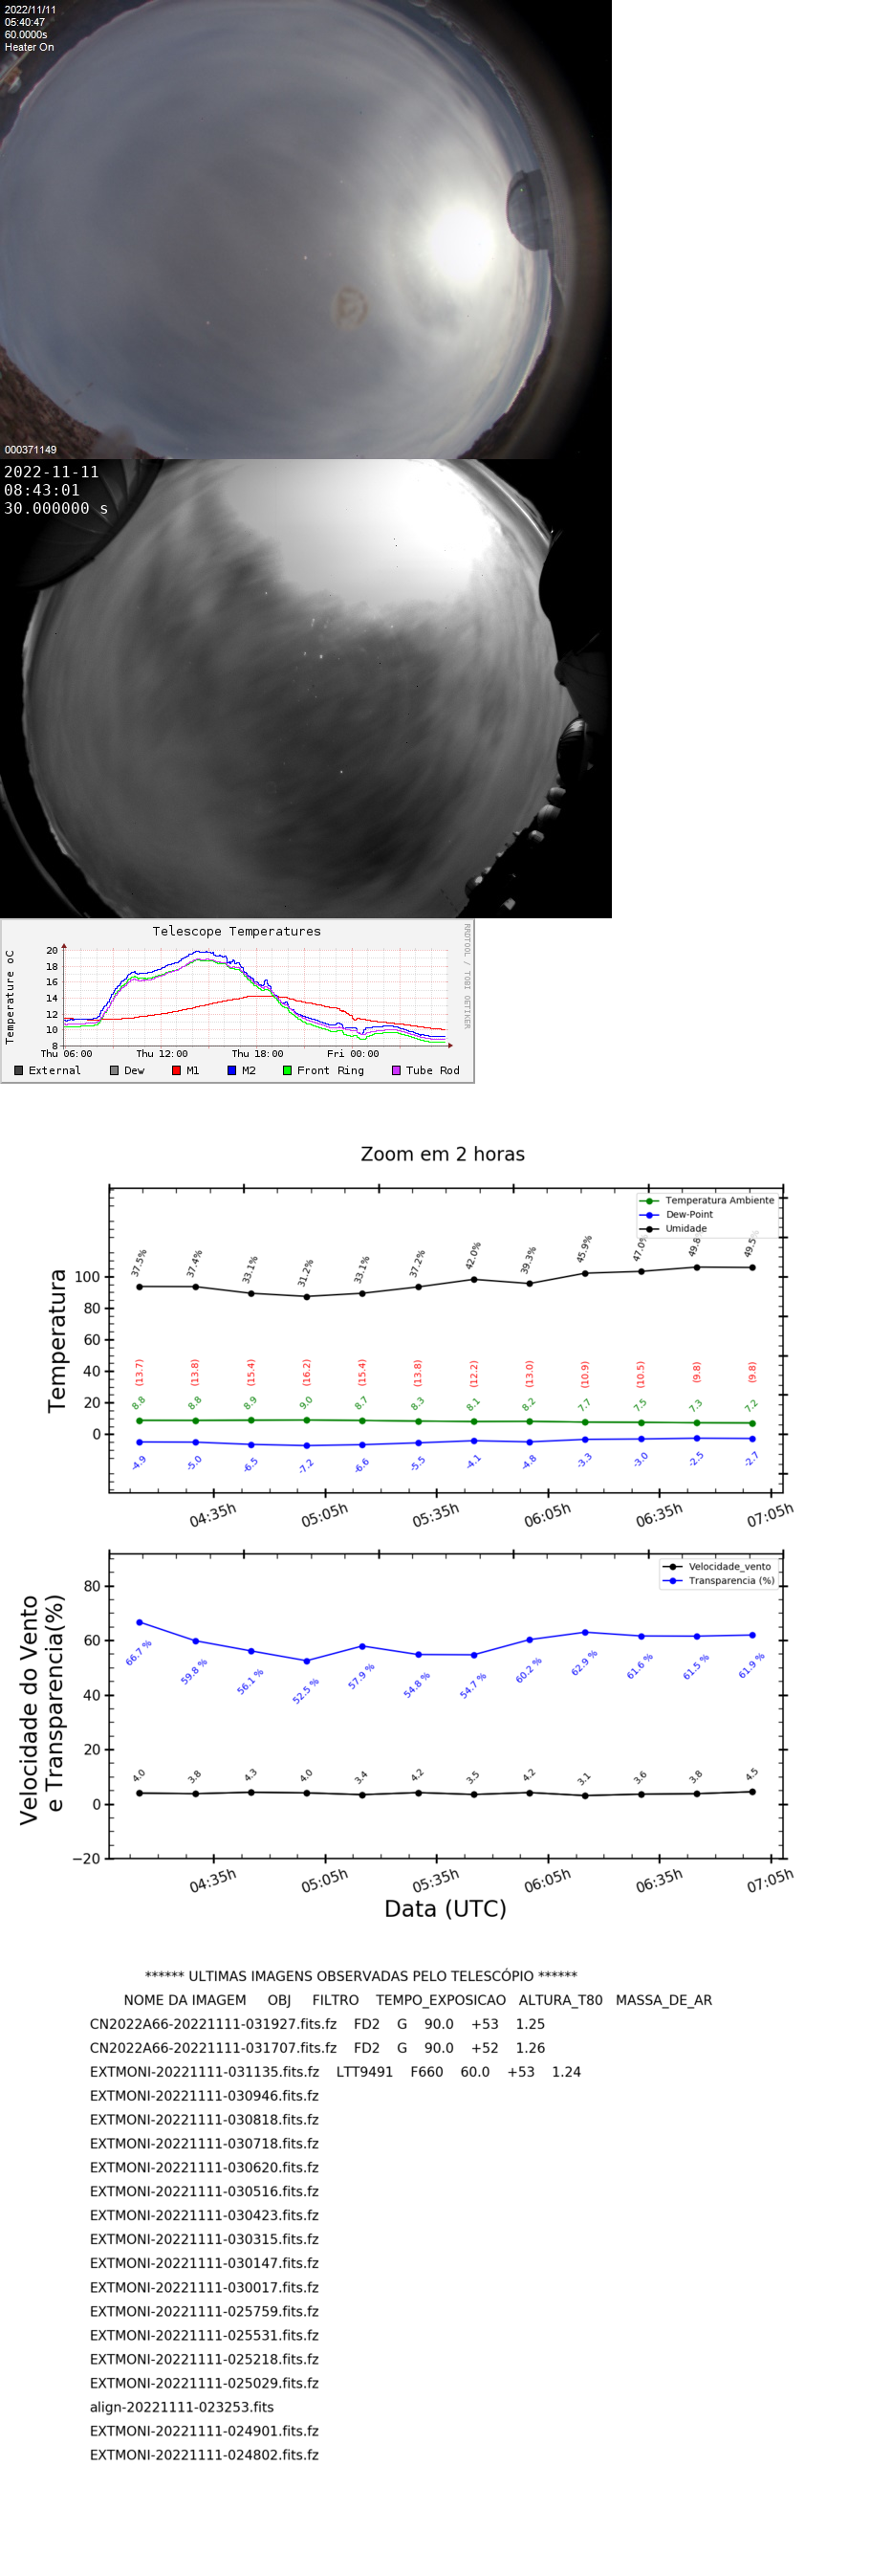 2022/11/11
05:40:47
60.0000s
Heater On
000371149
2022-11-11
08:43:01
30.000000 s
Telescope Temperatures
RRDTOOL / TOBI OETIKER
Temperature oC
20
18
16
14
12
10
8
Thu 06:00 Thu 12:00 Thu 18:00 Fri 00:00
External Dew M1 M2 Front Ring Tube Rod
Zoom em 2 horas
Temperatura Ambiente
Dew-Point
Umidade
Temperatura
100
80
60
40
20
0
37.5% 37.4% 33.1% 31.2% 33.1% 37.2% 42.0% 39.3% 45.9% 47.0% 49.8% 49.5%
(13.7) (13.8) (15.4) (16.2) (15.4) (13.8) (12.2) (13.0) (10.9) (10.5) (9.8) (9.8)
8.8 8.8 8.9 9.0 8.7 8.3 8.1 8.2 7.7 7.5 7.3 7.2
-4.9 -5.0 -6.5 -7.2 -6.6 -5.5 -4.1 -4.8 -3.3 -3.0 -2.5 -2.7
04:35h 05:05h 05:35h 06:05h 06:35h 07:05h
Velocidade_vento
Transparencia (%)
Velocidade do Vento
e Transparencia(%)
80
60
40
20
0
−20
66.7 % 59.8 % 56.1 % 52.5 % 57.9 % 54.8 % 54.7 % 60.2 % 62.9 % 61.6 % 61.5 % 61.9 %
4.0 3.8 4.3 4.0 3.4 4.2 3.5 4.2 3.1 3.6 3.8 4.5
04:35h 05:05h 05:35h 06:05h 06:35h 07:05h
Data (UTC)
****** ULTIMAS IMAGENS OBSERVADAS PELO TELESCÓPIO ******
NOME DA IMAGEM OBJ FILTRO TEMPO_EXPOSICAO ALTURA_T80 MASSA_DE_AR
CN2022A66-20221111-031927.fits.fz FD2 G 90.0 +53 1.25
CN2022A66-20221111-031707.fits.fz FD2 G 90.0 +52 1.26
EXTMONI-20221111-031135.fits.fz LTT9491 F660 60.0 +53 1.24
EXTMONI-20221111-030946.fits.fz
EXTMONI-20221111-030818.fits.fz
EXTMONI-20221111-030718.fits.fz
EXTMONI-20221111-030620.fits.fz
EXTMONI-20221111-030516.fits.fz
EXTMONI-20221111-030423.fits.fz
EXTMONI-20221111-030315.fits.fz
EXTMONI-20221111-030147.fits.fz
EXTMONI-20221111-030017.fits.fz
EXTMONI-20221111-025759.fits.fz
EXTMONI-20221111-025531.fits.fz
EXTMONI-20221111-025218.fits.fz
EXTMONI-20221111-025029.fits.fz
align-20221111-023253.fits
EXTMONI-20221111-024901.fits.fz
EXTMONI-20221111-024802.fits.fz